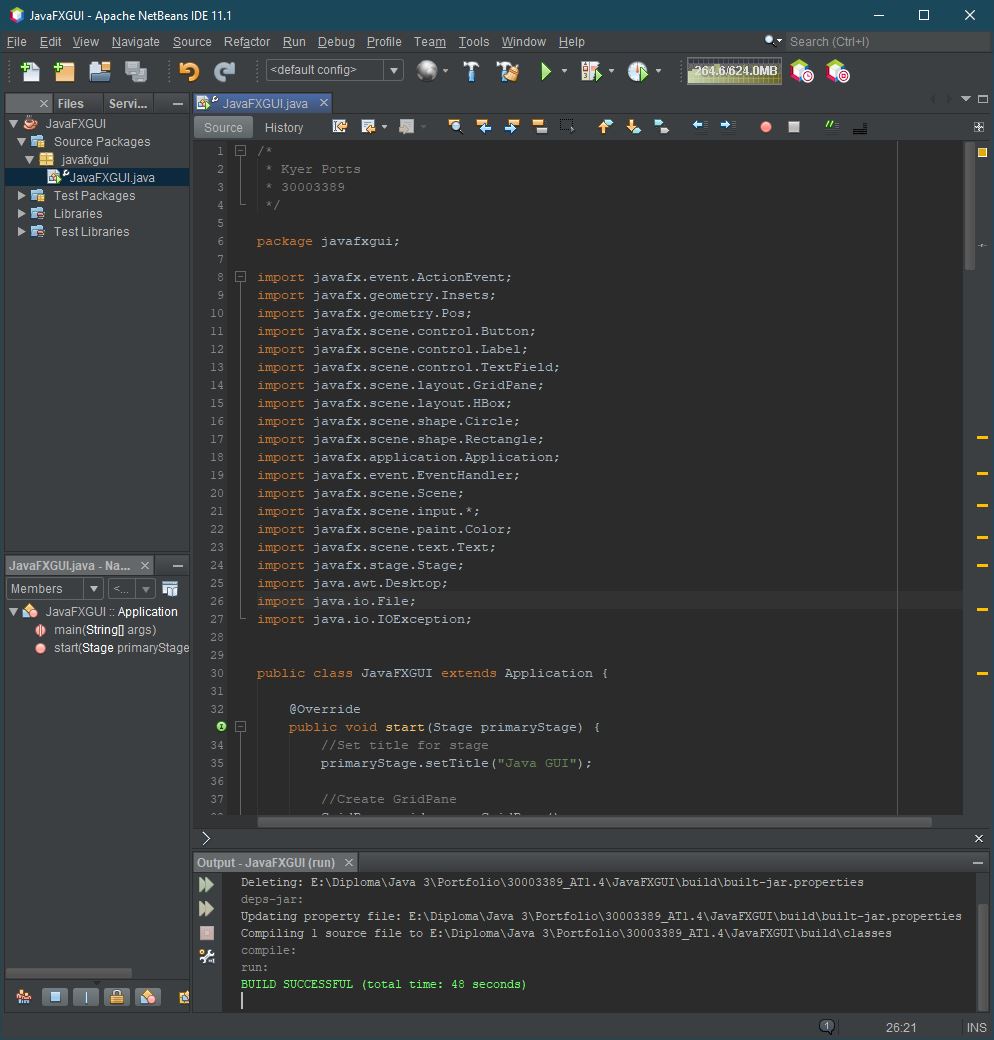 JavaFXGUI - Apache NetBeans IDE 11.1
File Edit View Navigate Source Refactor Run Debug Profile Team Tools Window Help
Search (Ctrl+I)
<default config>
264.6/624.0MB
Files
Servi...
JavaFXGUI
Source Packages
javafxgui
JavaFXGUI.java
Test Packages
Libraries
Test Libraries
JavaFXGUI.java - Na...
Members
<...
JavaFXGUI :: Application
main(String[] args)
start(Stage primaryStage
JavaFXGUI.java
Source History
1 /*
2 * Kyer Potts
3 * 30003389
4 */
5
6 package javafxgui;
7
8 import javafx.event.ActionEvent;
9 import javafx.geometry.Insets;
10 import javafx.geometry.Pos;
11 import javafx.scene.control.Button;
12 import javafx.scene.control.Label;
13 import javafx.scene.control.TextField;
14 import javafx.scene.layout.GridPane;
15 import javafx.scene.layout.HBox;
16 import javafx.scene.shape.Circle;
17 import javafx.scene.shape.Rectangle;
18 import javafx.application.Application;
19 import javafx.event.EventHandler;
20 import javafx.scene.Scene;
21 import javafx.scene.input.*;
22 import javafx.scene.paint.Color;
23 import javafx.scene.text.Text;
24 import javafx.stage.Stage;
25 import java.awt.Desktop;
26 import java.io.File;
27 import java.io.IOException;
28
29
30 public class JavaFXGUI extends Application {
31
32 @Override
public void start(Stage primaryStage) {
34 //Set title for stage
35 primaryStage.setTitle("Java GUI");
36
37 //Create GridPane
Output - JavaFXGUI (run)
Deleting: E:\Diploma\Java 3\Portfolio\30003389_AT1.4\JavaFXGUI\build\built-jar.properties
deps-jar:
Updating property file: E:\Diploma\Java 3\Portfolio\30003389_AT1.4\JavaFXGUI\build\built-jar.properties
Compiling 1 source file to E:\Diploma\Java 3\Portfolio\30003389_AT1.4\JavaFXGUI\build\classes
compile:
run:
BUILD SUCCESSFUL (total time: 48 seconds)
1
26:21
INS